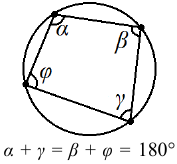 α
β
φ
γ
α + γ = β + φ = 180°